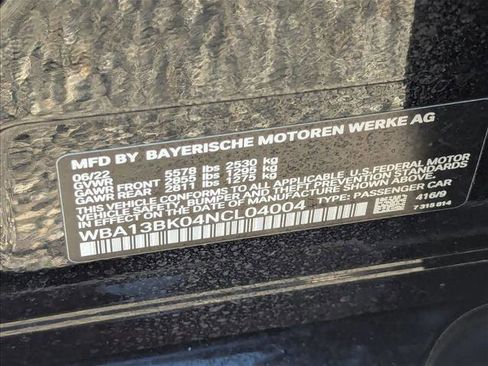 MFD BY BAYERISCHE MOTOREN WERKE AG
06/22
GVWR 5578 lbs 2530 kg
GAWR FRONT 2855 lbs 1295 kg
GAWR REAR 2811 lbs 1275 kg
THIS VEHICLE CONFORMS TO ALL APPLICABLE U.S. FEDERAL MOTOR
VEHICLE SAFETY, BUMPER, AND THEFT PREVENTION STANDARDS
IN EFFECT ON THE DATE OF MANUFACTURE SHOWN ABOVE.
WBA13BK04NCL04004 TYPE: PASSENGER CAR
416/9
7 315 814